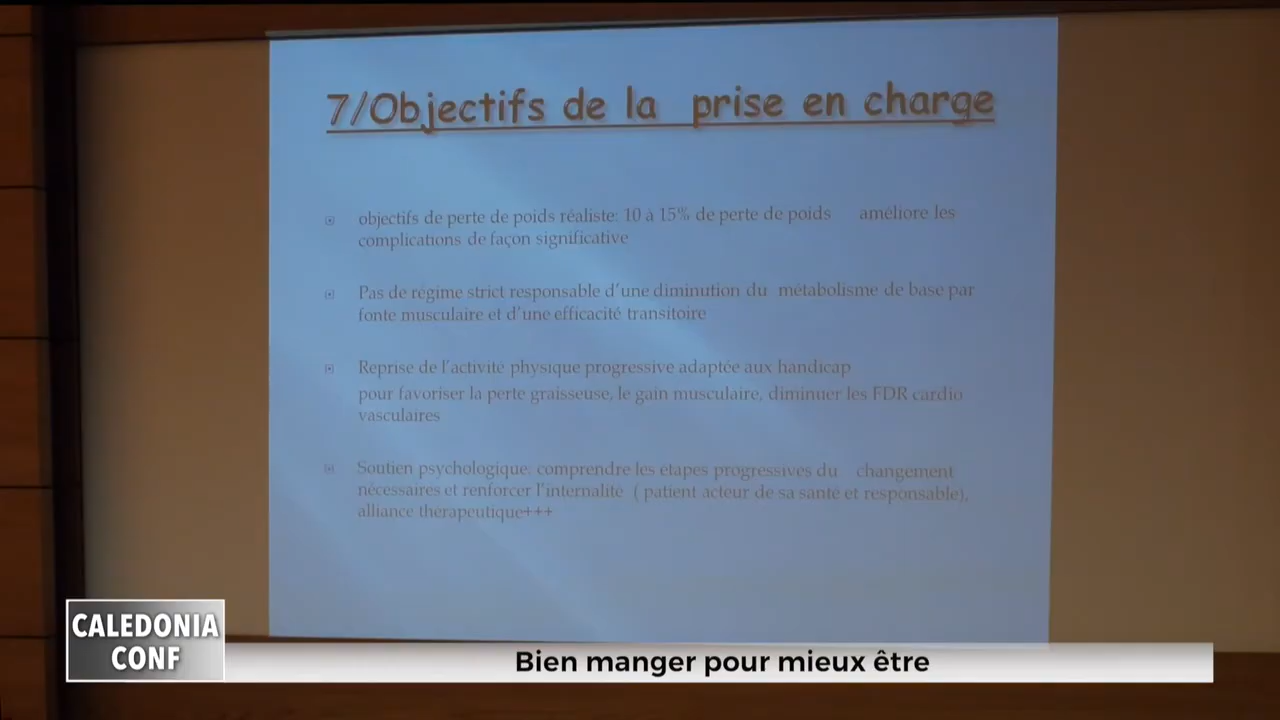 7/Objectifs de la prise en charge
objectifs de perte de poids réaliste: 10 à 15% de perte de poids améliore les
complications de façon significative
Pas de régime strict responsable d'une diminution du métabolisme de base par
fonte musculaire et d'une efficacité transitoire
Reprise de l'activité physique progressive adaptée aux handicap
pour favoriser la perte graisseuse, le gain musculaire, diminuer les FDR cardio
vasculaires
Soutien psychologique: comprendre les étapes progressives du changement
nécessaires et renforcer l'internalité ( patient acteur de sa santé et responsable),
alliance thérapeutique+++
CALEDONIA
CONF
Bien manger pour mieux être